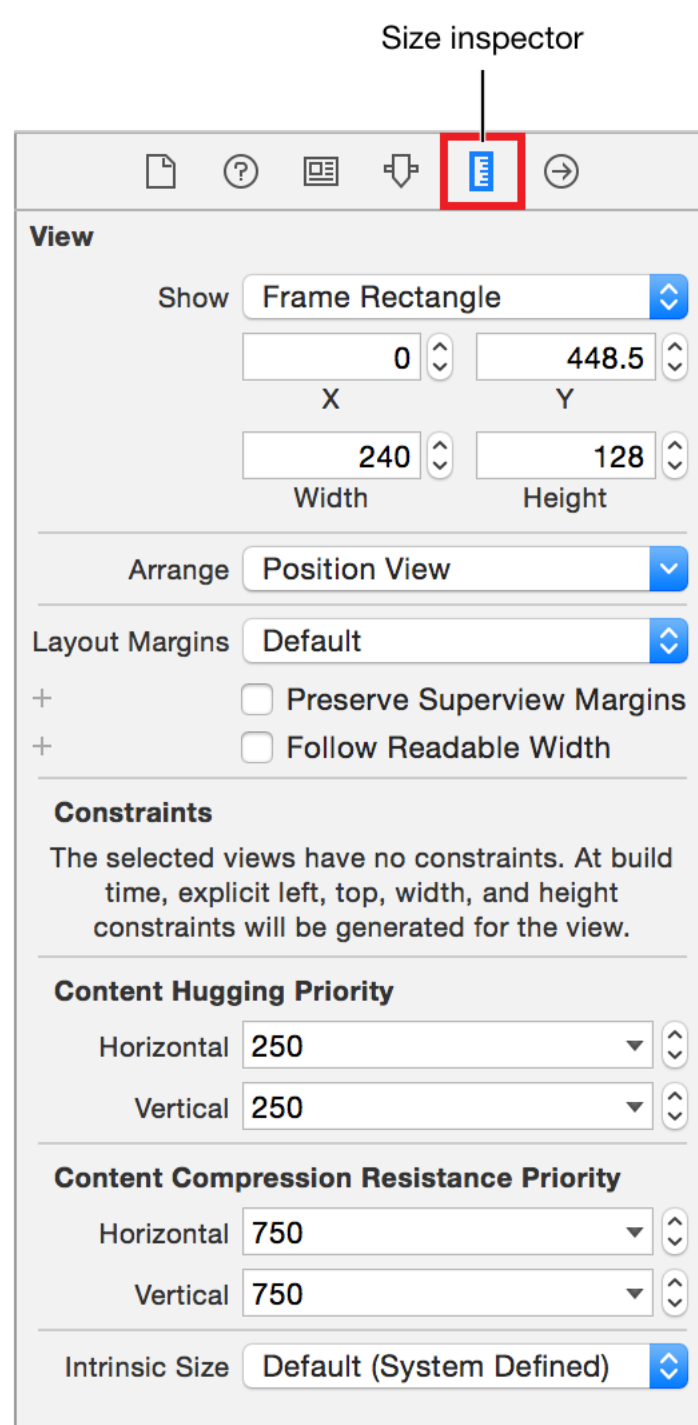 Size inspector
View
Show Frame Rectangle
0 448.5
X Y
240 128
Width Height
Arrange Position View
Layout Margins Default
+ Preserve Superview Margins
+ Follow Readable Width
Constraints
The selected views have no constraints. At build
time, explicit left, top, width, and height
constraints will be generated for the view.
Content Hugging Priority
Horizontal 250
Vertical 250
Content Compression Resistance Priority
Horizontal 750
Vertical 750
Intrinsic Size Default (System Defined)